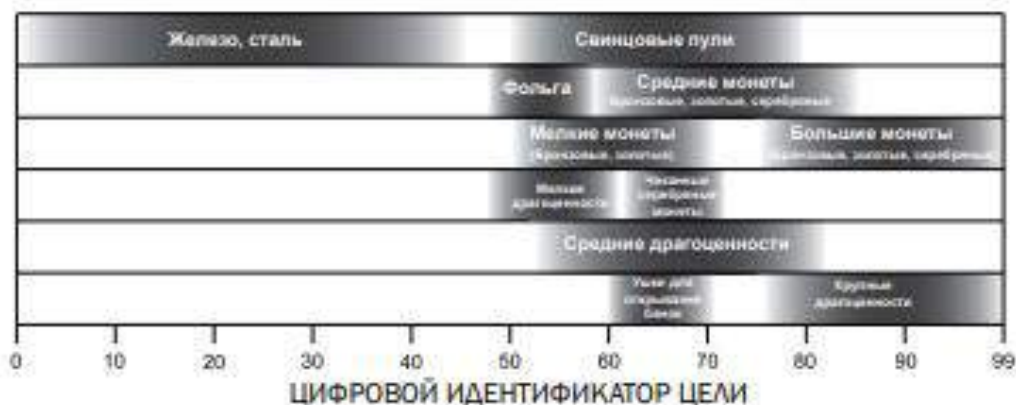 Железо, сталь
Свинцовые пули
Фольга
Средние монеты
(бронзовые, золотые, серебряные)
Мелкие монеты
(бронзовые, золотые)
Большие монеты
(бронзовые, золотые, серебряные)
Мелкие
драгоценности
Чеканные
серебряные
монеты
Средние драгоценности
Ушки для
открывания
банок
Крупные
драгоценности
0 10 20 30 40 50 60 70 80 90 99
ЦИФРОВОЙ ИДЕНТИФИКАТОР ЦЕЛИ